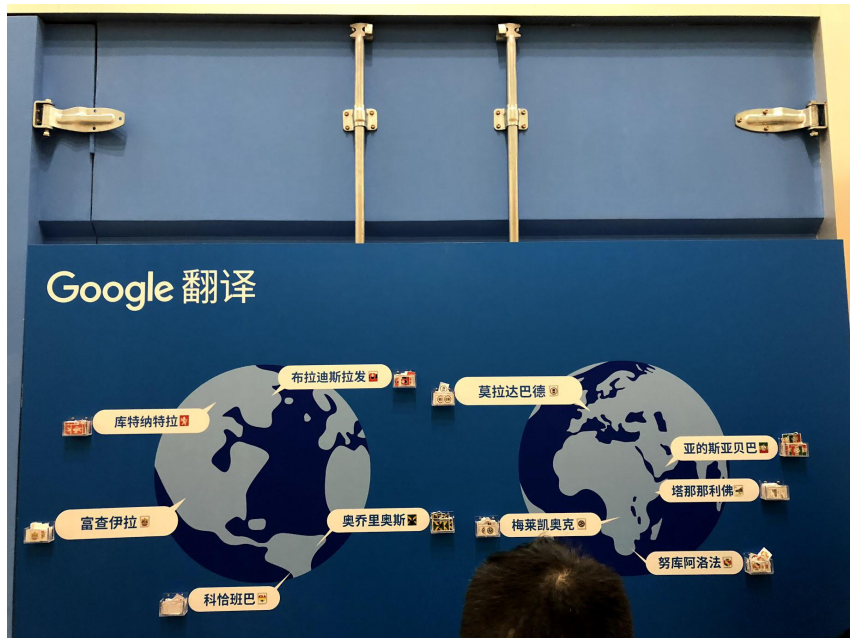 Google 翻译
布拉迪斯拉发
库特纳特拉
富查伊拉
奥乔里奥斯
科恰班巴
莫拉达巴德
亚的斯亚贝巴
塔那那利佛
梅莱凯奥克
努库阿洛法